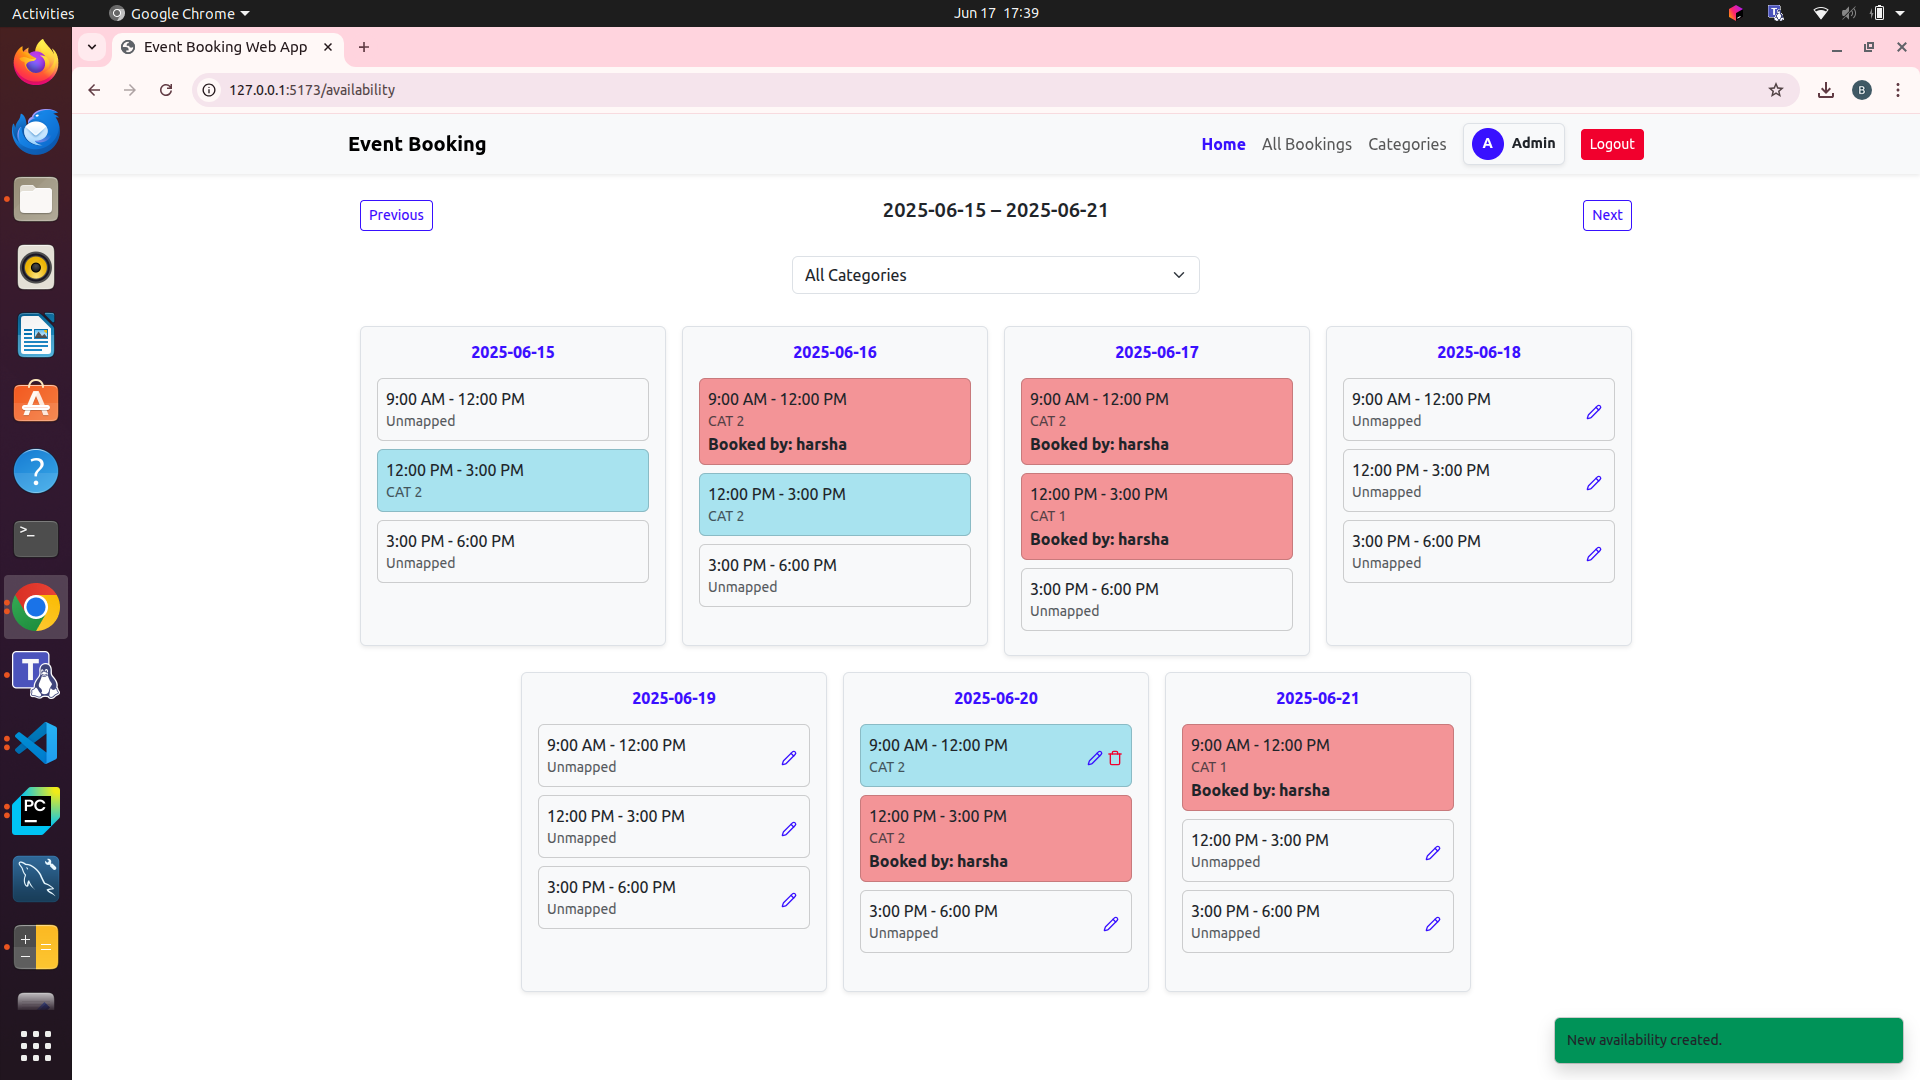 Activities
Google Chrome
Jun 17 17:39
Event Booking Web App
127.0.0.1:5173/availability
B
Event Booking
Home
All Bookings
Categories
A
Admin
Logout
Previous
2025-06-15 – 2025-06-21
Next
All Categories
2025-06-15
9:00 AM - 12:00 PM
Unmapped
12:00 PM - 3:00 PM
CAT 2
3:00 PM - 6:00 PM
Unmapped
2025-06-16
9:00 AM - 12:00 PM
CAT 2
Booked by: harsha
12:00 PM - 3:00 PM
CAT 2
3:00 PM - 6:00 PM
Unmapped
2025-06-17
9:00 AM - 12:00 PM
CAT 2
Booked by: harsha
12:00 PM - 3:00 PM
CAT 1
Booked by: harsha
3:00 PM - 6:00 PM
Unmapped
2025-06-18
9:00 AM - 12:00 PM
Unmapped
12:00 PM - 3:00 PM
Unmapped
3:00 PM - 6:00 PM
Unmapped
2025-06-19
9:00 AM - 12:00 PM
Unmapped
12:00 PM - 3:00 PM
Unmapped
3:00 PM - 6:00 PM
Unmapped
2025-06-20
9:00 AM - 12:00 PM
CAT 2
12:00 PM - 3:00 PM
CAT 2
Booked by: harsha
3:00 PM - 6:00 PM
Unmapped
2025-06-21
9:00 AM - 12:00 PM
CAT 1
Booked by: harsha
12:00 PM - 3:00 PM
Unmapped
3:00 PM - 6:00 PM
Unmapped
New availability created.